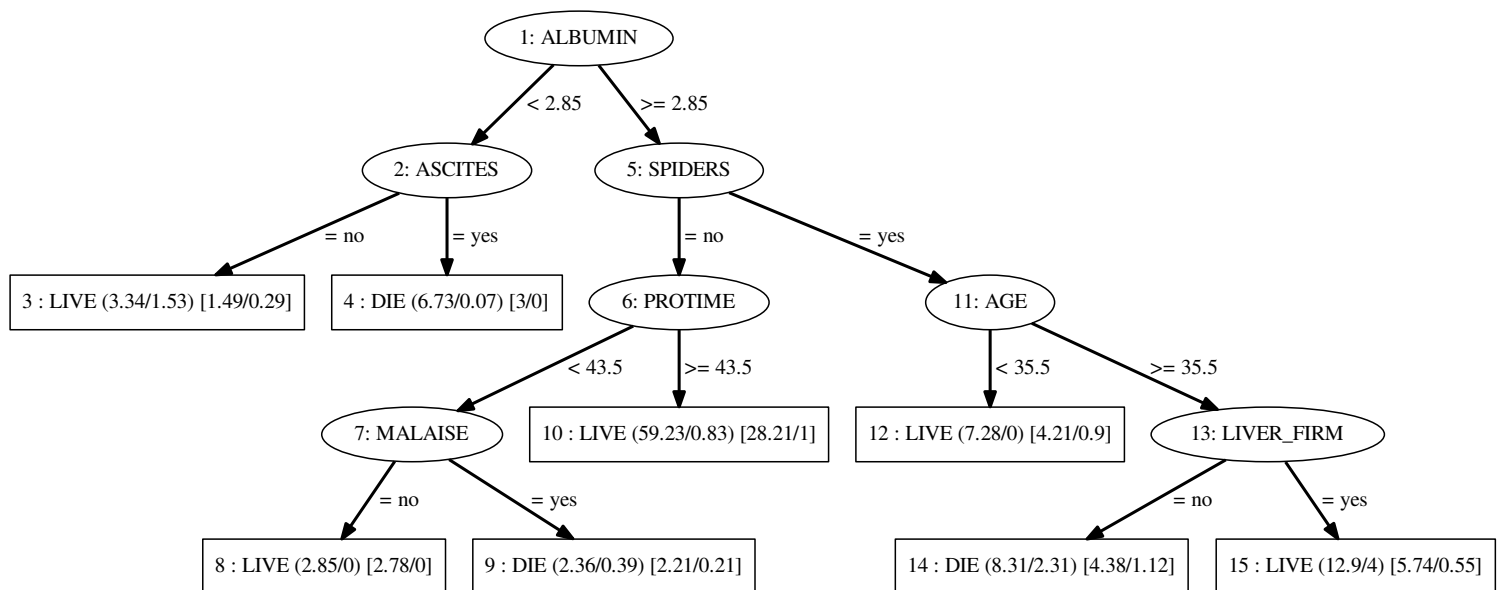 1: ALBUMIN
< 2.85
>= 2.85
2: ASCITES
5: SPIDERS
= no
= yes
= no
= yes
3 : LIVE (3.34/1.53) [1.49/0.29]
4 : DIE (6.73/0.07) [3/0]
6: PROTIME
11: AGE
< 43.5
>= 43.5
< 35.5
>= 35.5
7: MALAISE
10 : LIVE (59.23/0.83) [28.21/1]
12 : LIVE (7.28/0) [4.21/0.9]
13: LIVER_FIRM
= no
= yes
= no
= yes
8 : LIVE (2.85/0) [2.78/0]
9 : DIE (2.36/0.39) [2.21/0.21]
14 : DIE (8.31/2.31) [4.38/1.12]
15 : LIVE (12.9/4) [5.74/0.55]